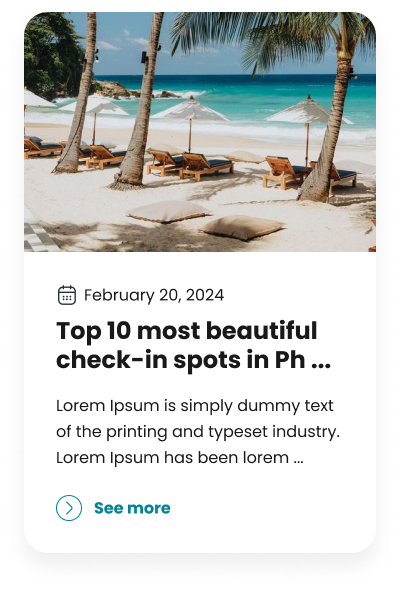 February 20, 2024
Top 10 most beautiful
check-in spots in Ph ...
Lorem Ipsum is simply dummy text
of the printing and typeset industry.
Lorem Ipsum has been lorem ...
See more